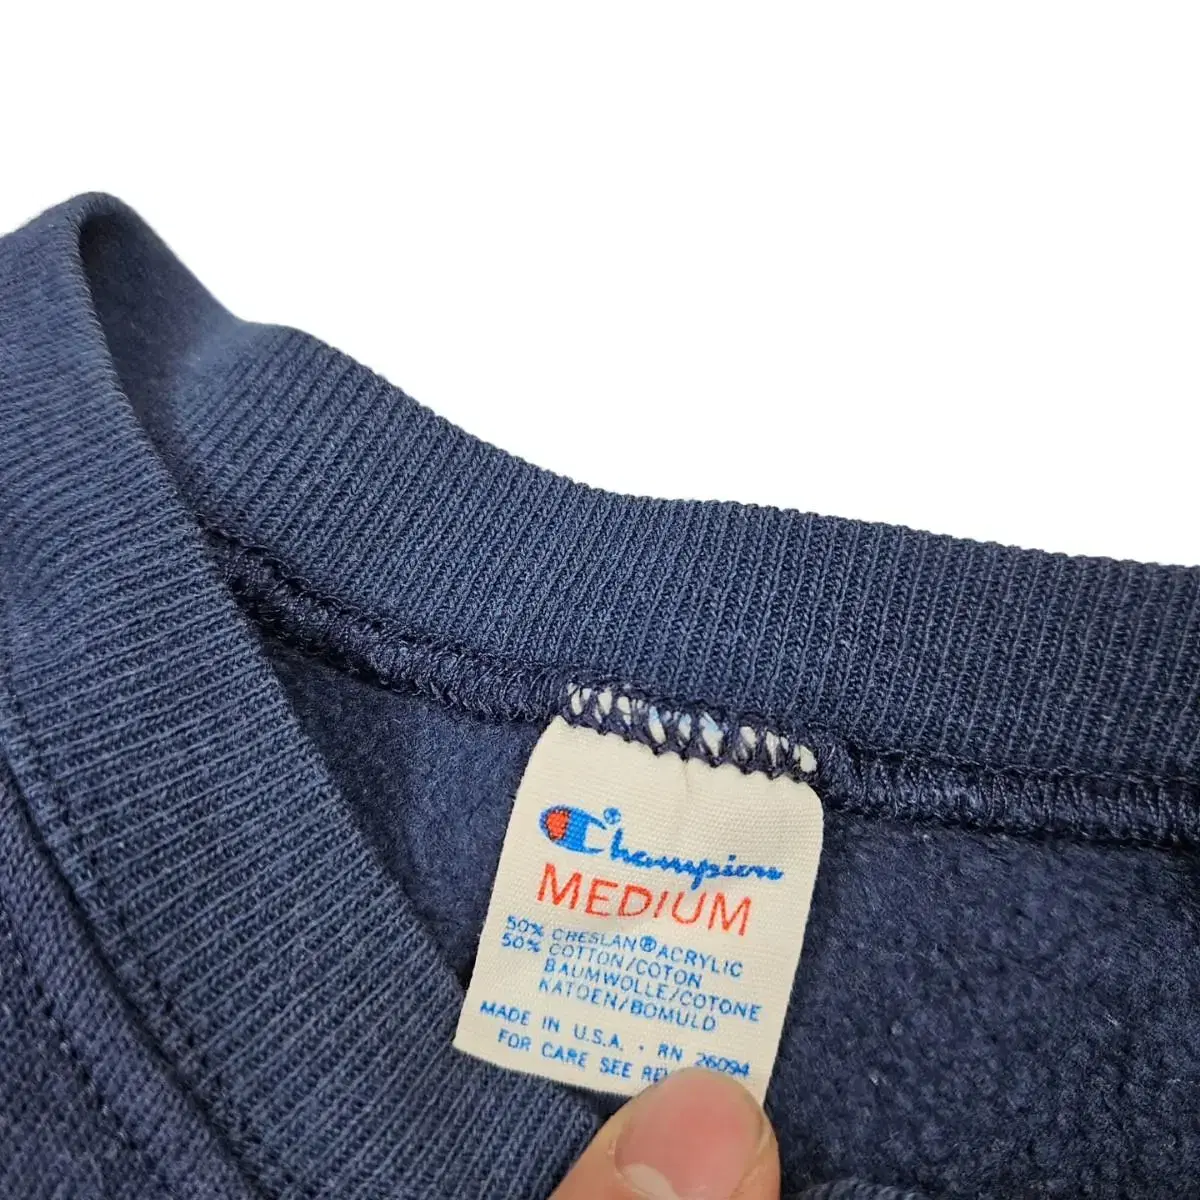 Champion®
MEDIUM
50% CRESLAN® ACRYLIC
50% COTTON/COTON
BAUMWOLLE/COTONE
KATOEN/BOMULD
MADE IN U.S.A. · RN 26094
FOR CARE SEE